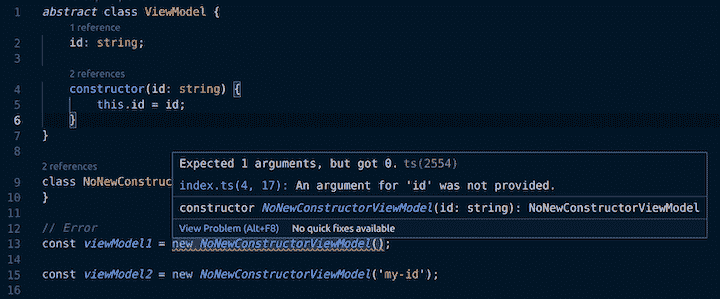 1 abstract class ViewModel {
1 reference
2 id: string;
3
2 references
4 constructor(id: string) {
5 this.id = id;
6 }
7 }
8
2 references
9 class NoNewConstruc
10 }
11
12 // Error
13 const viewModel1 = new NoNewConstructorViewModel();
14
15 const viewModel2 = new NoNewConstructorViewModel('my-id');
16
Expected 1 arguments, but got 0. ts(2554)
index.ts(4, 17): An argument for 'id' was not provided.
constructor NoNewConstructorViewModel(id: string): NoNewConstructorViewModel
View Problem (Alt+F8) No quick fixes available